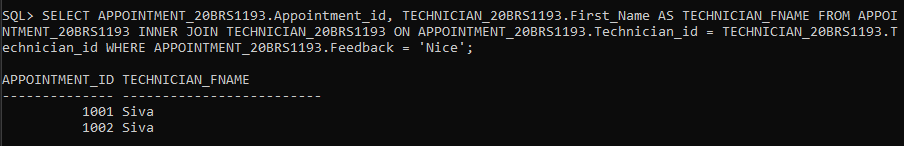 SQL> SELECT APPOINTMENT_20BRS1193.Appointment_id, TECHNICIAN_20BRS1193.First_Name AS TECHNICIAN_FNAME FROM APPOI
NTMENT_20BRS1193 INNER JOIN TECHNICIAN_20BRS1193 ON APPOINTMENT_20BRS1193.Technician_id = TECHNICIAN_20BRS1193.T
echnician_id WHERE APPOINTMENT_20BRS1193.Feedback = 'Nice';
APPOINTMENT_ID TECHNICIAN_FNAME
-------------- -------------------------
1001 Siva
1002 Siva